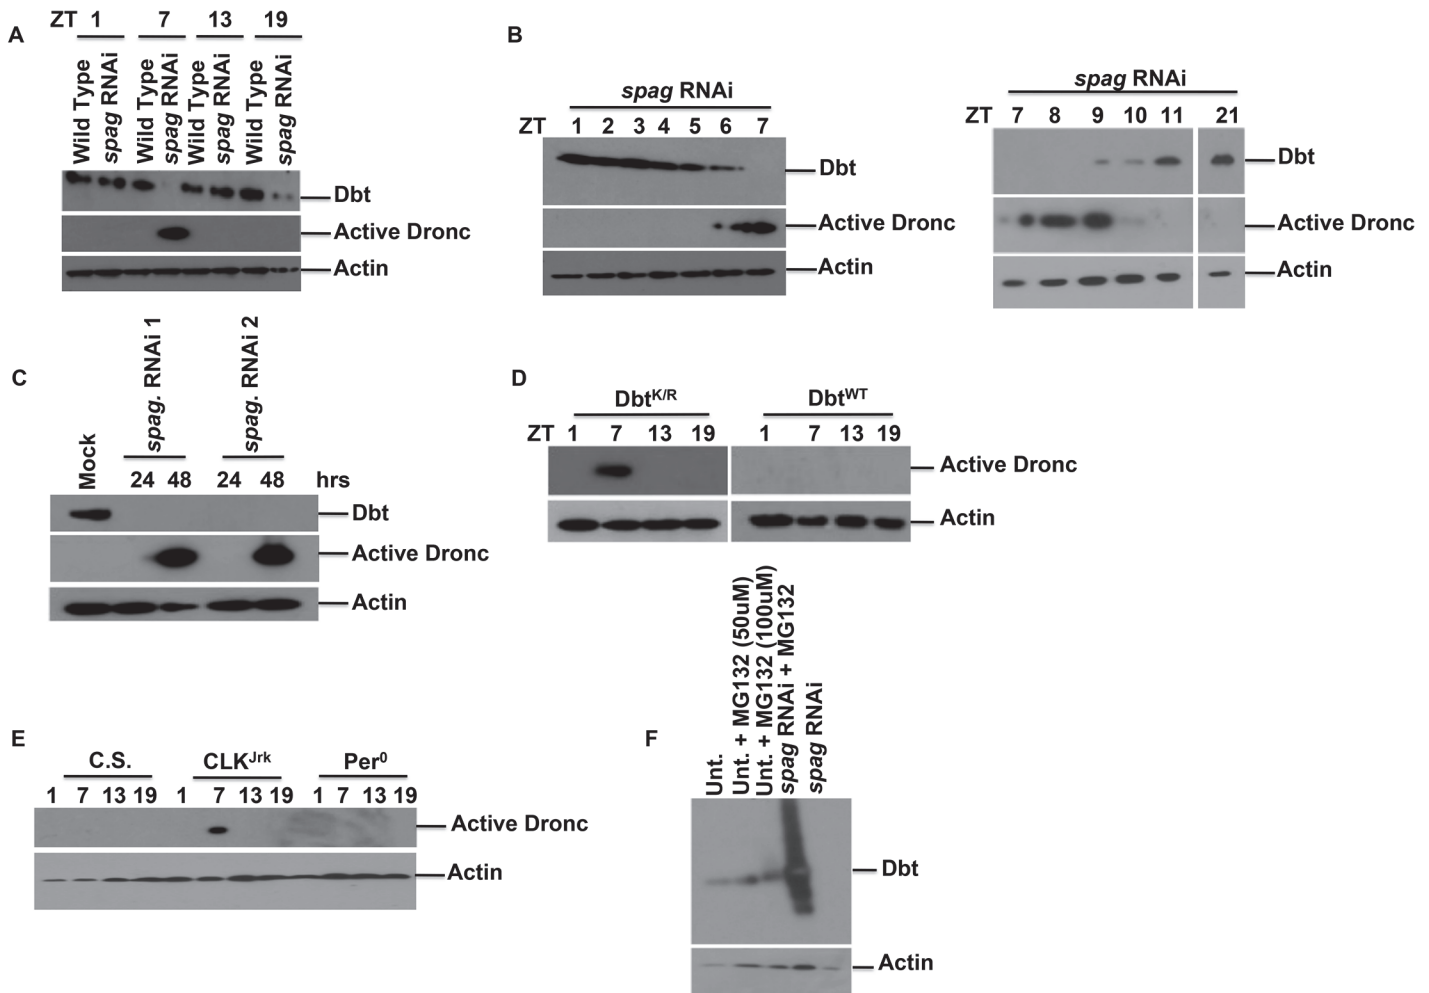 A
ZT 1 7 13 19
Wild Type
spag RNAi
Wild Type
spag RNAi
Wild Type
spag RNAi
Wild Type
spag RNAi
Dbt
Active Dronc
Actin
B
spag RNAi
ZT 1 2 3 4 5 6 7
Dbt
Active Dronc
Actin
spag RNAi
ZT 7 8 9 10 11 21
Dbt
Active Dronc
Actin
C
Mock
spag. RNAi 1
spag. RNAi 2
24 48 24 48 hrs
Dbt
Active Dronc
Actin
D
DbtK/R DbtWT
ZT 1 7 13 19 1 7 13 19
Active Dronc
Actin
E
C.S. CLKJrk Per0
1 7 13 19 1 7 13 19 1 7 13 19
Active Dronc
Actin
F
Unt.
Unt. + MG132 (50uM)
Unt. + MG132 (100uM)
spag RNAi + MG132
spag RNAi
Dbt
Actin